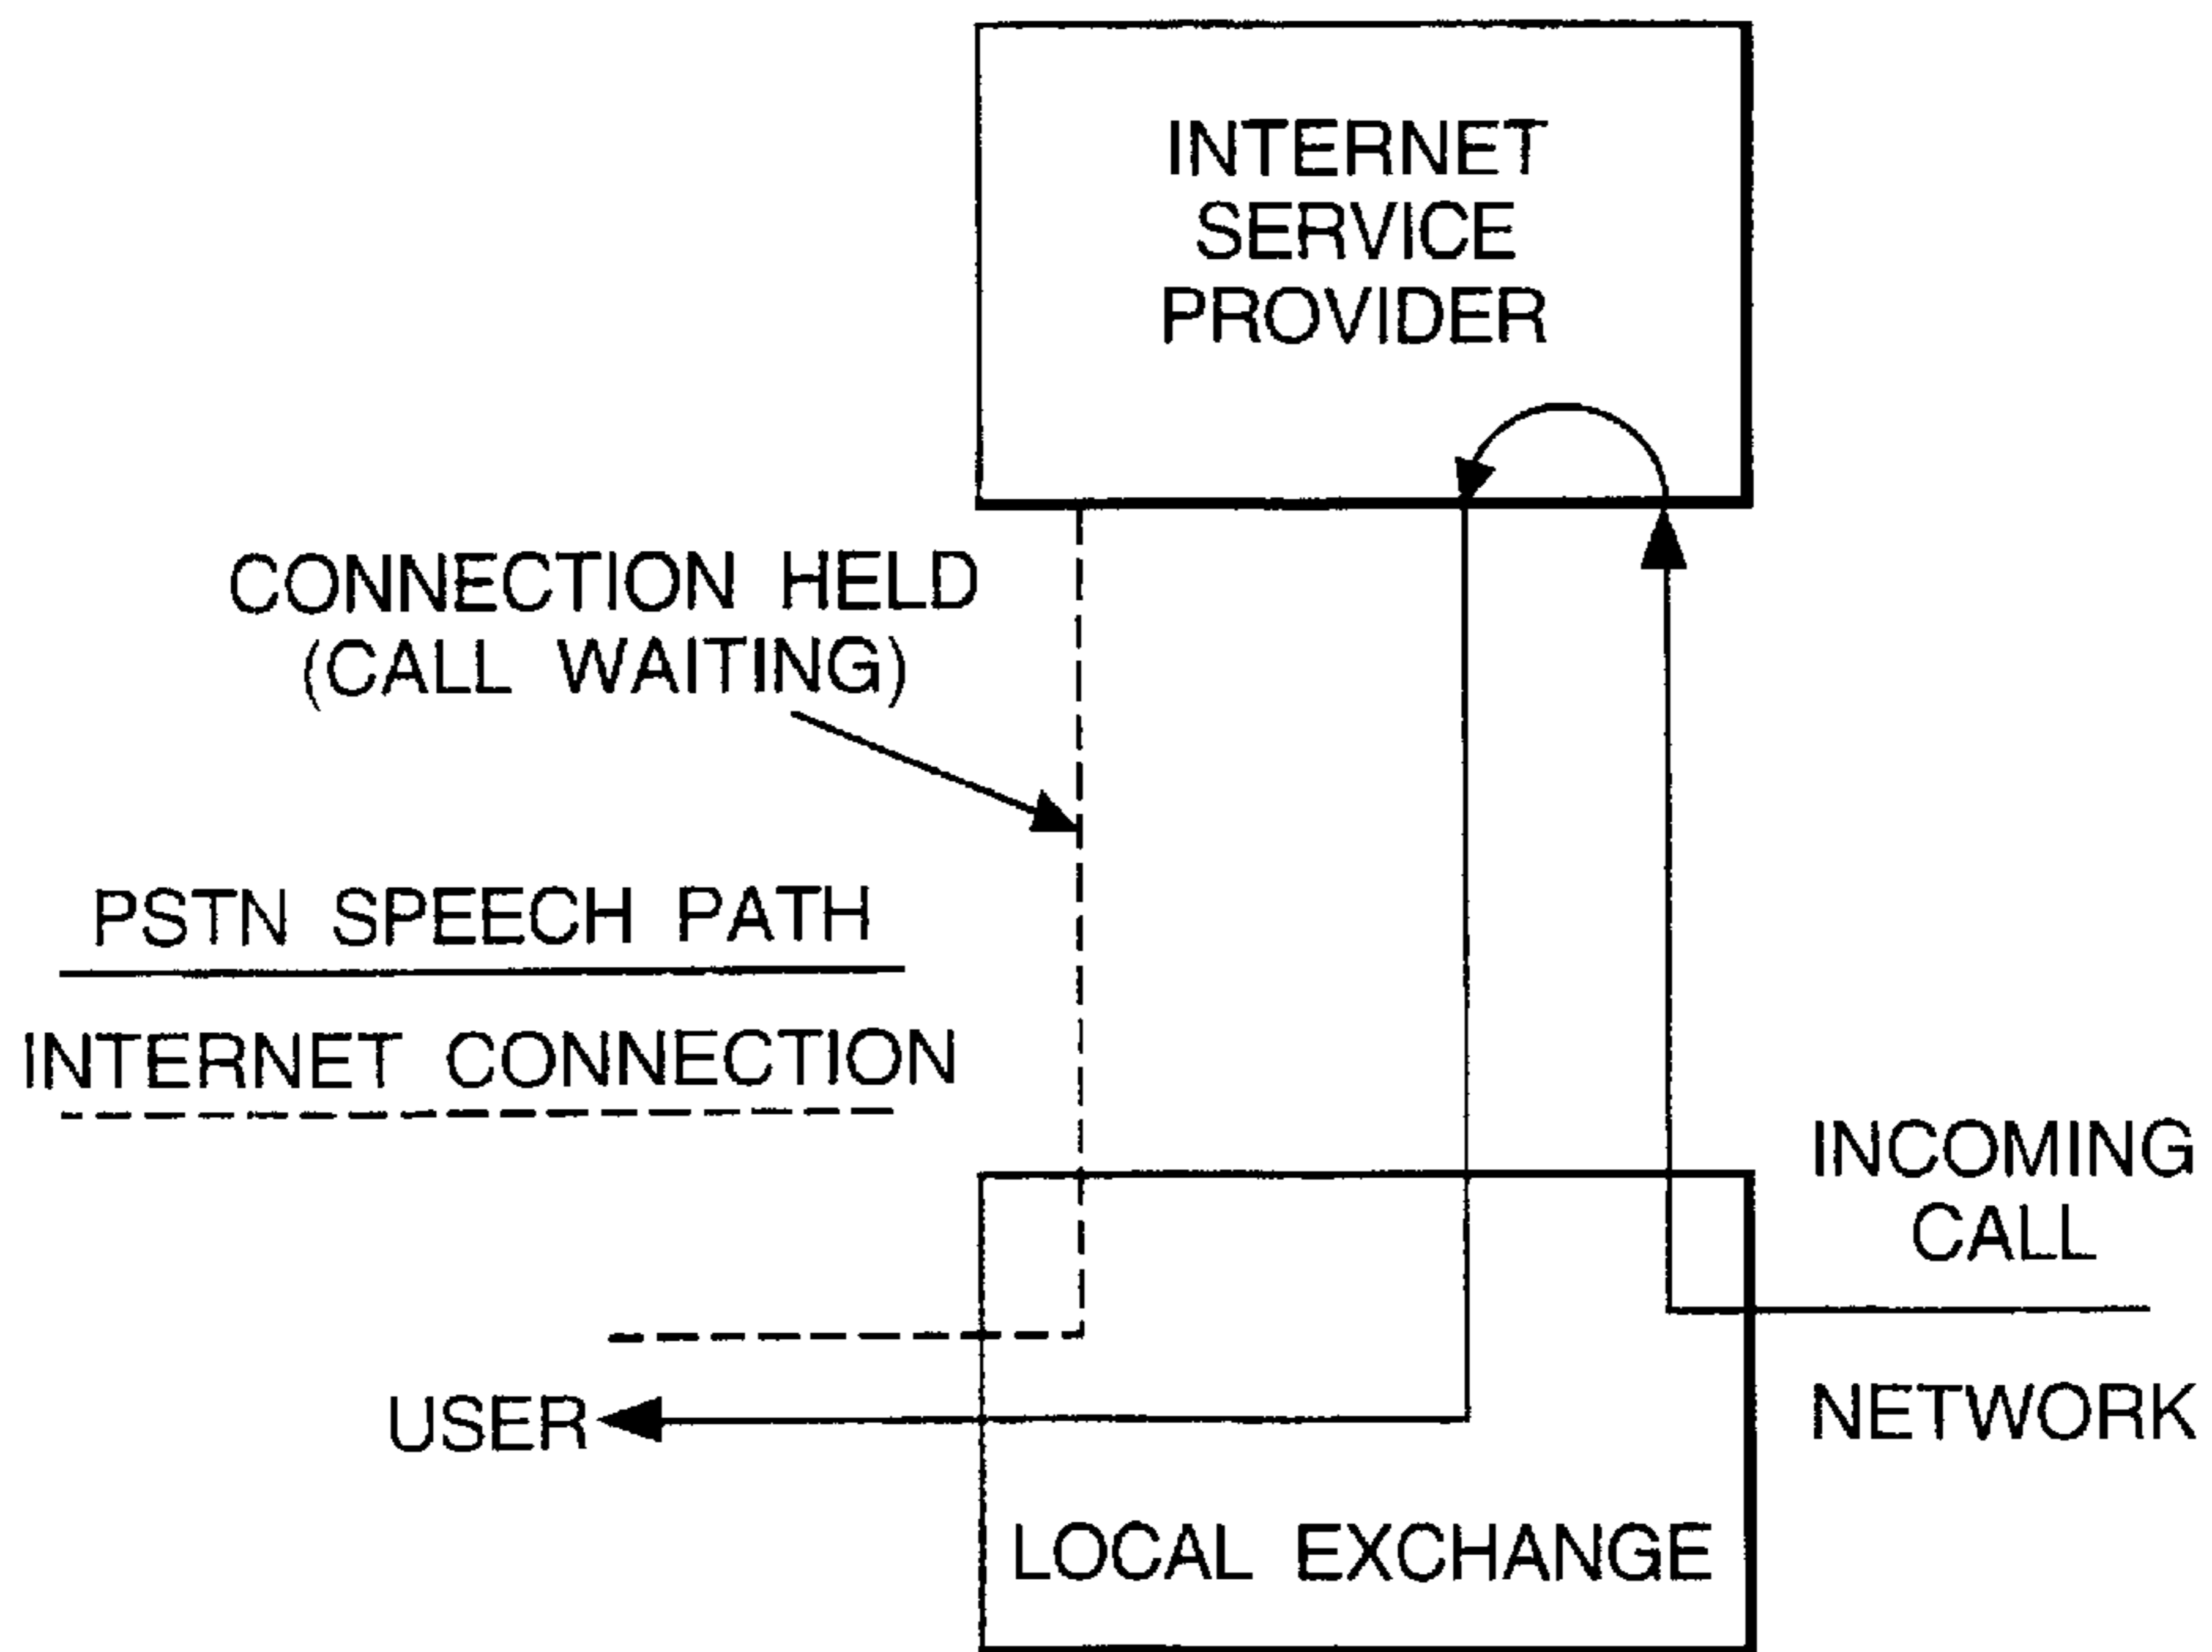 INTERNET
SERVICE
PROVIDER
CONNECTION HELD
(CALL WAITING)
PSTN SPEECH PATH
INTERNET CONNECTION
INCOMING
CALL
USER
NETWORK
LOCAL EXCHANGE